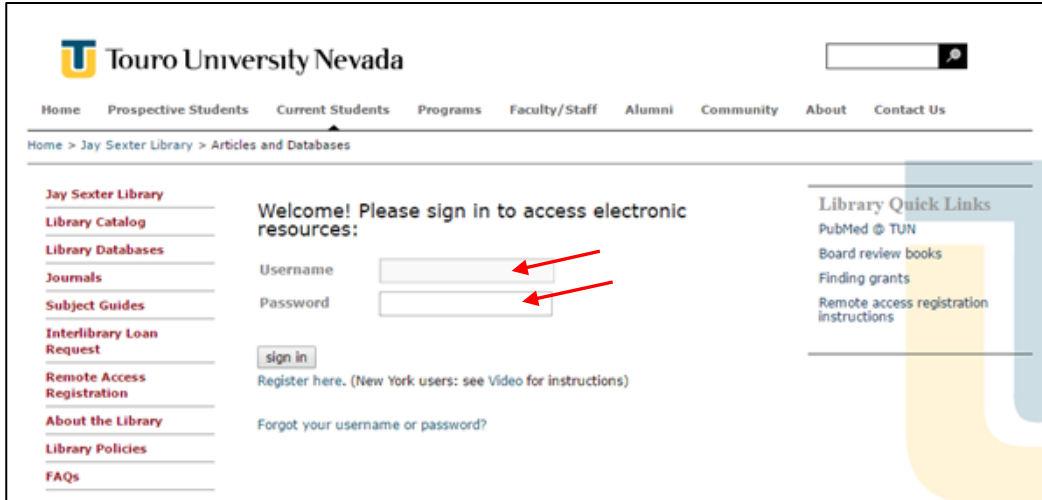 Touro University Nevada
Home Prospective Students Current Students Programs Faculty/Staff Alumni Community About Contact Us
Home > Jay Sexter Library > Articles and Databases
Jay Sexter Library
Library Catalog
Library Databases
Journals
Subject Guides
Interlibrary Loan
Request
Remote Access
Registration
About the Library
Library Policies
FAQs
Welcome! Please sign in to access electronic
resources:
Username
Password
sign in
Register here. (New York users: see Video for instructions)
Forgot your username or password?
Library Quick Links
PubMed @ TUN
Board review books
Finding grants
Remote access registration
instructions